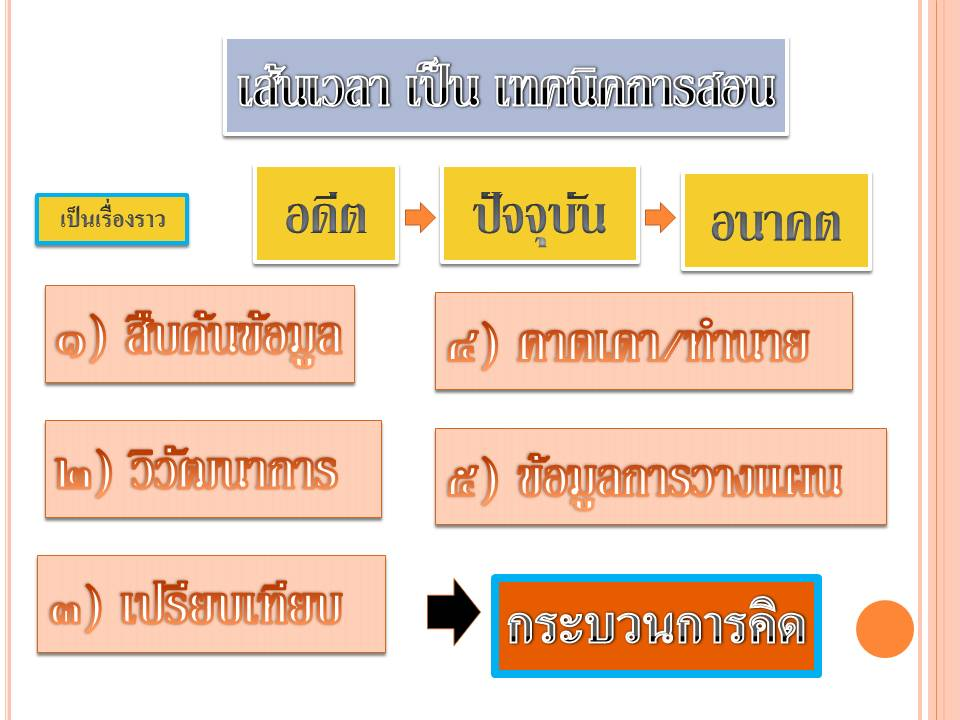 เส้นเวลา เป็น เทคนิคการสอน
เป็นเรื่องราว
อดีต
ปัจจุบัน
อนาคต
๑) สืบค้นข้อมูล
๔) คาดเดา/ทำนาย
๒) วิวัฒนาการ
๕) ข้อมูลการวางแผน
๓) เปรียบเทียบ
กระบวนการคิด